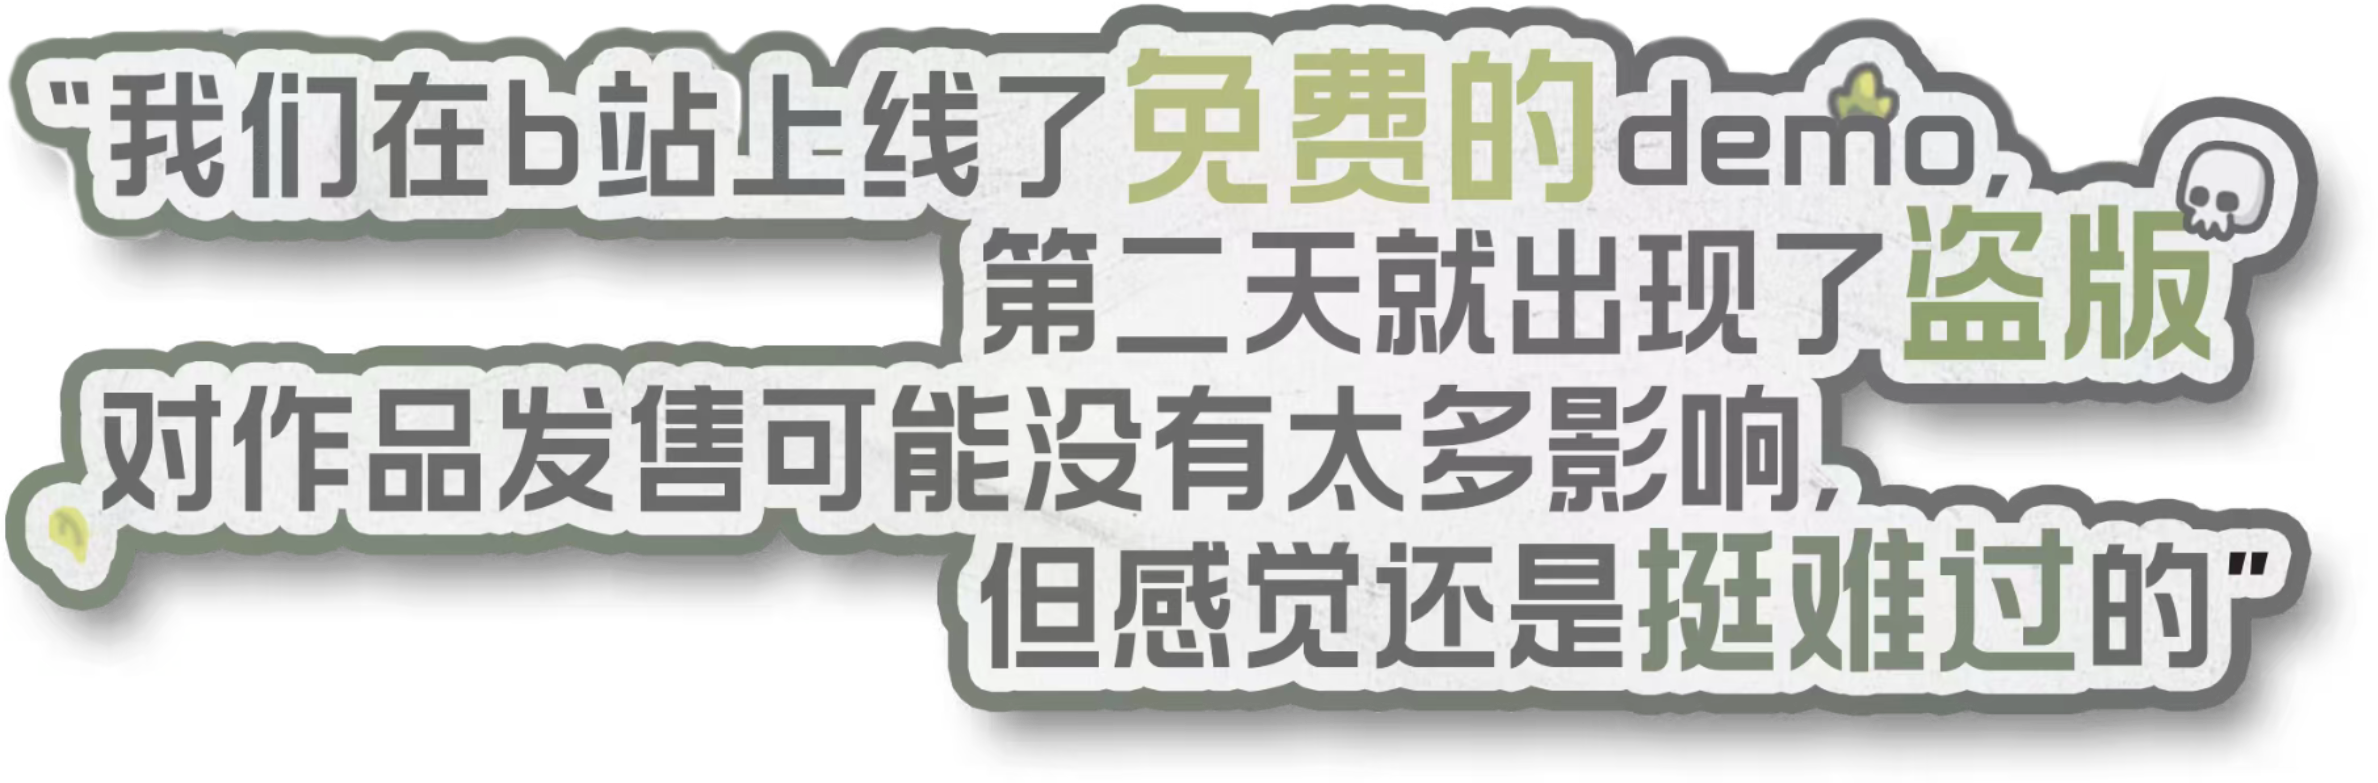 "我们在b站上线了免费的demo,
第二天就出现了盗版
对作品发售可能没有太多影响,
但感觉还是挺难过的"